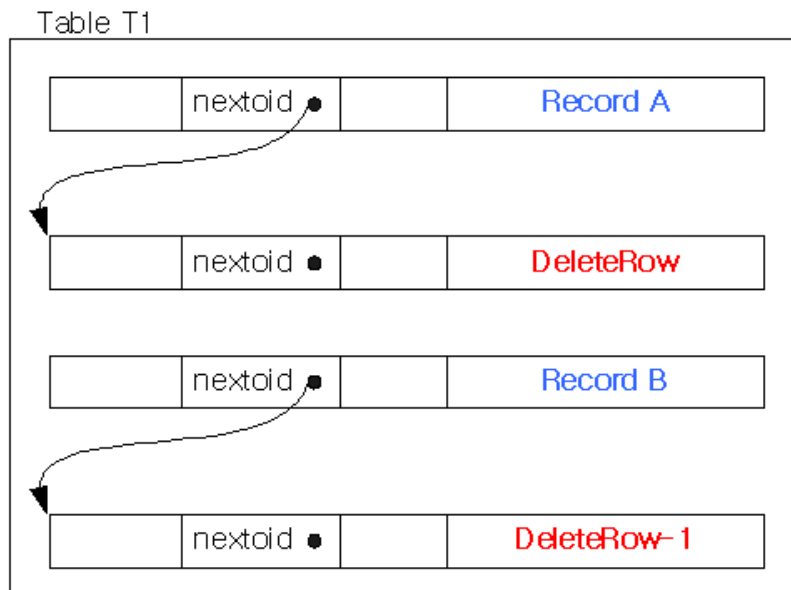 Table T1
nextoid Record A
nextoid DeleteRow
nextoid Record B
nextoid DeleteRow-1